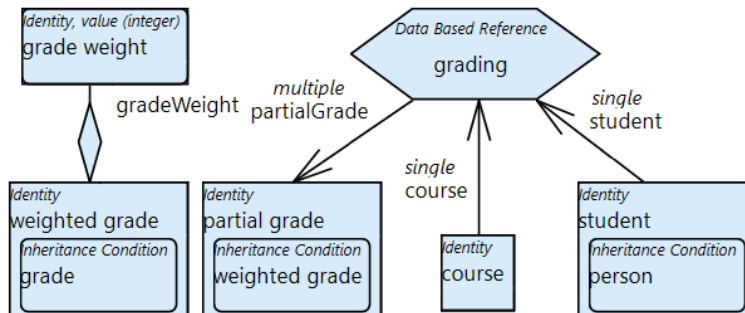 Identity, value (integer)
grade weight
gradeWeight
Data Based Reference
grading
multiple
partialGrade
single
student
single
course
Identity
weighted grade
Inheritance Condition
grade
Identity
partial grade
Inheritance Condition
weighted grade
Identity
course
Identity
student
Inheritance Condition
person